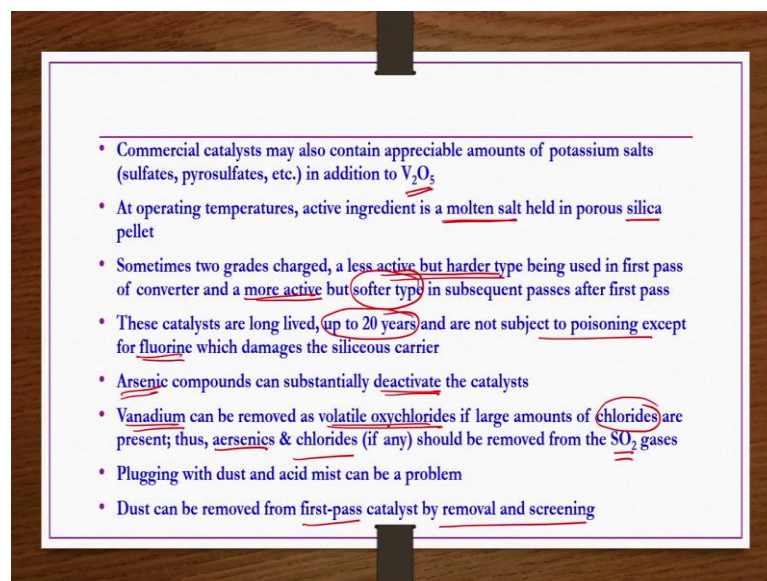 • Commercial catalysts may also contain appreciable amounts of potassium salts
(sulfates, pyrosulfates, etc.) in addition to V₂O₅
• At operating temperatures, active ingredient is a molten salt held in porous silica
pellet
• Sometimes two grades charged, a less active but harder type being used in first pass
of converter and a more active but softer type in subsequent passes after first pass
• These catalysts are long lived, up to 20 years and are not subject to poisoning except
for fluorine which damages the siliceous carrier
• Arsenic compounds can substantially deactivate the catalysts
• Vanadium can be removed as volatile oxychlorides if large amounts of chlorides are
present; thus, aersenics & chlorides (if any) should be removed from the SO₂ gases
• Plugging with dust and acid mist can be a problem
• Dust can be removed from first-pass catalyst by removal and screening